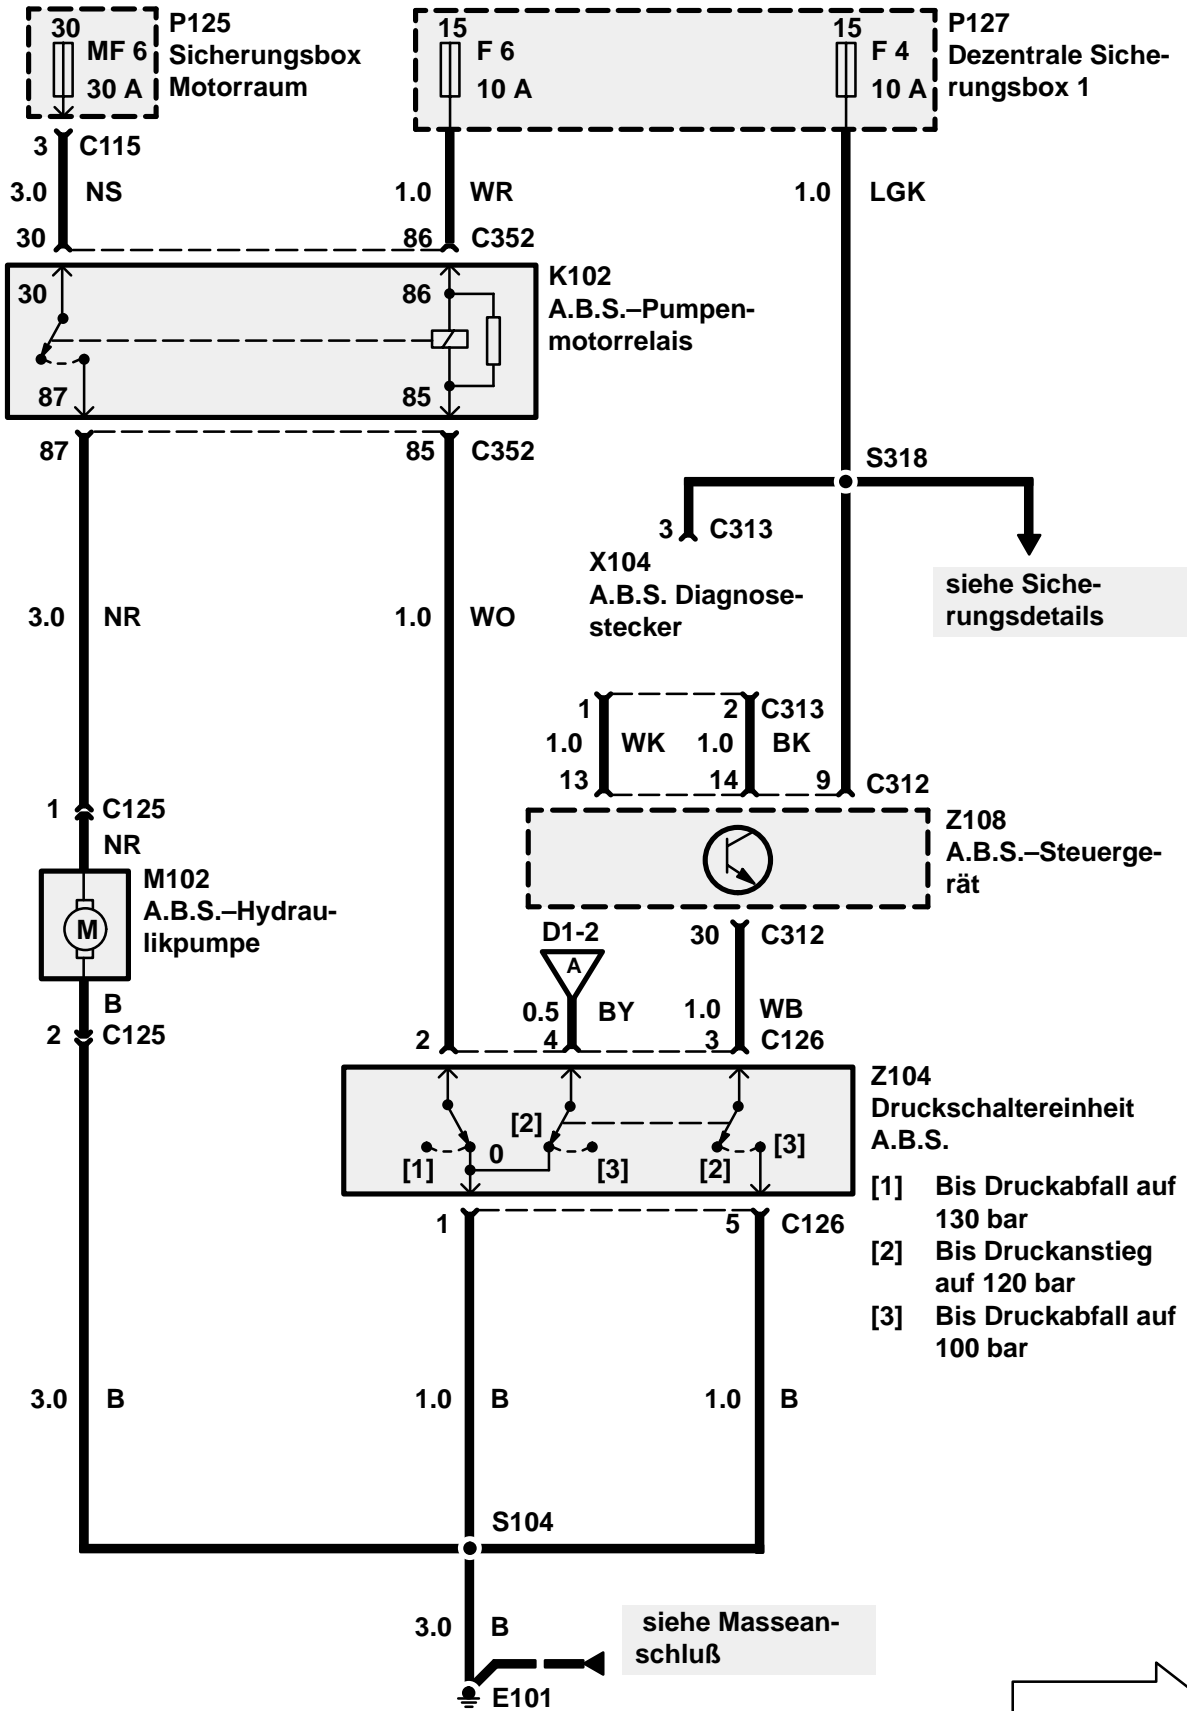 30
MF 6
30 A
P125
Sicherungsbox
Motorraum
15
F 6
10 A
15
F 4
10 A
P127
Dezentrale Siche-
rungsbox 1
3 C115
3.0 NS
1.0 WR
1.0 LGK
30
86 C352
30
86
K102
A.B.S.–Pumpen-
motorrelais
87
85
87
85 C352
S318
3 C313
X104
A.B.S. Diagnose-
stecker
siehe Siche-
rungsdetails
3.0 NR
1.0 WO
1
2 C313
1.0 WK
1.0 BK
13
14
9 C312
1 C125
NR
Z108
A.B.S.–Steuerge-
rät
M102
A.B.S.–Hydrau-
likpumpe
M
D1-2
A
30 C312
B
0.5 BY
1.0 WB
2 C125
2
4
3 C126
Z104
Druckschaltereinheit
A.B.S.
[2]
[1]
0
[3]
[2]
[3]
[1] Bis Druckabfall auf
130 bar
[2] Bis Druckanstieg
auf 120 bar
[3] Bis Druckabfall auf
100 bar
1
5 C126
3.0 B
1.0 B
1.0 B
S104
3.0 B
siehe Massean-
schluß
E101